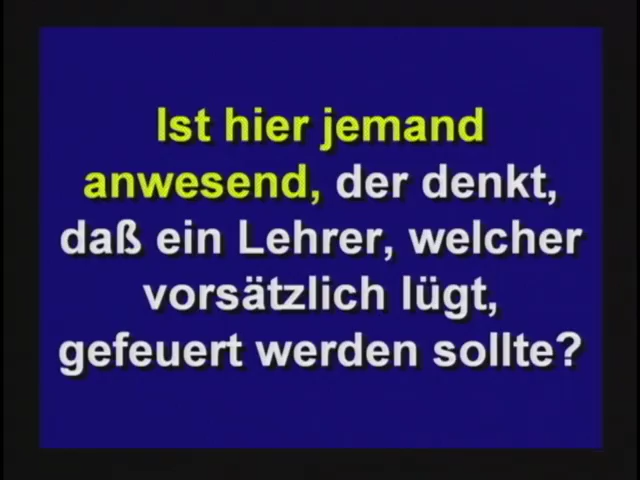 Ist hier jemand
anwesend, der denkt,
daß ein Lehrer, welcher
vorsätzlich lügt,
gefeuert werden sollte?